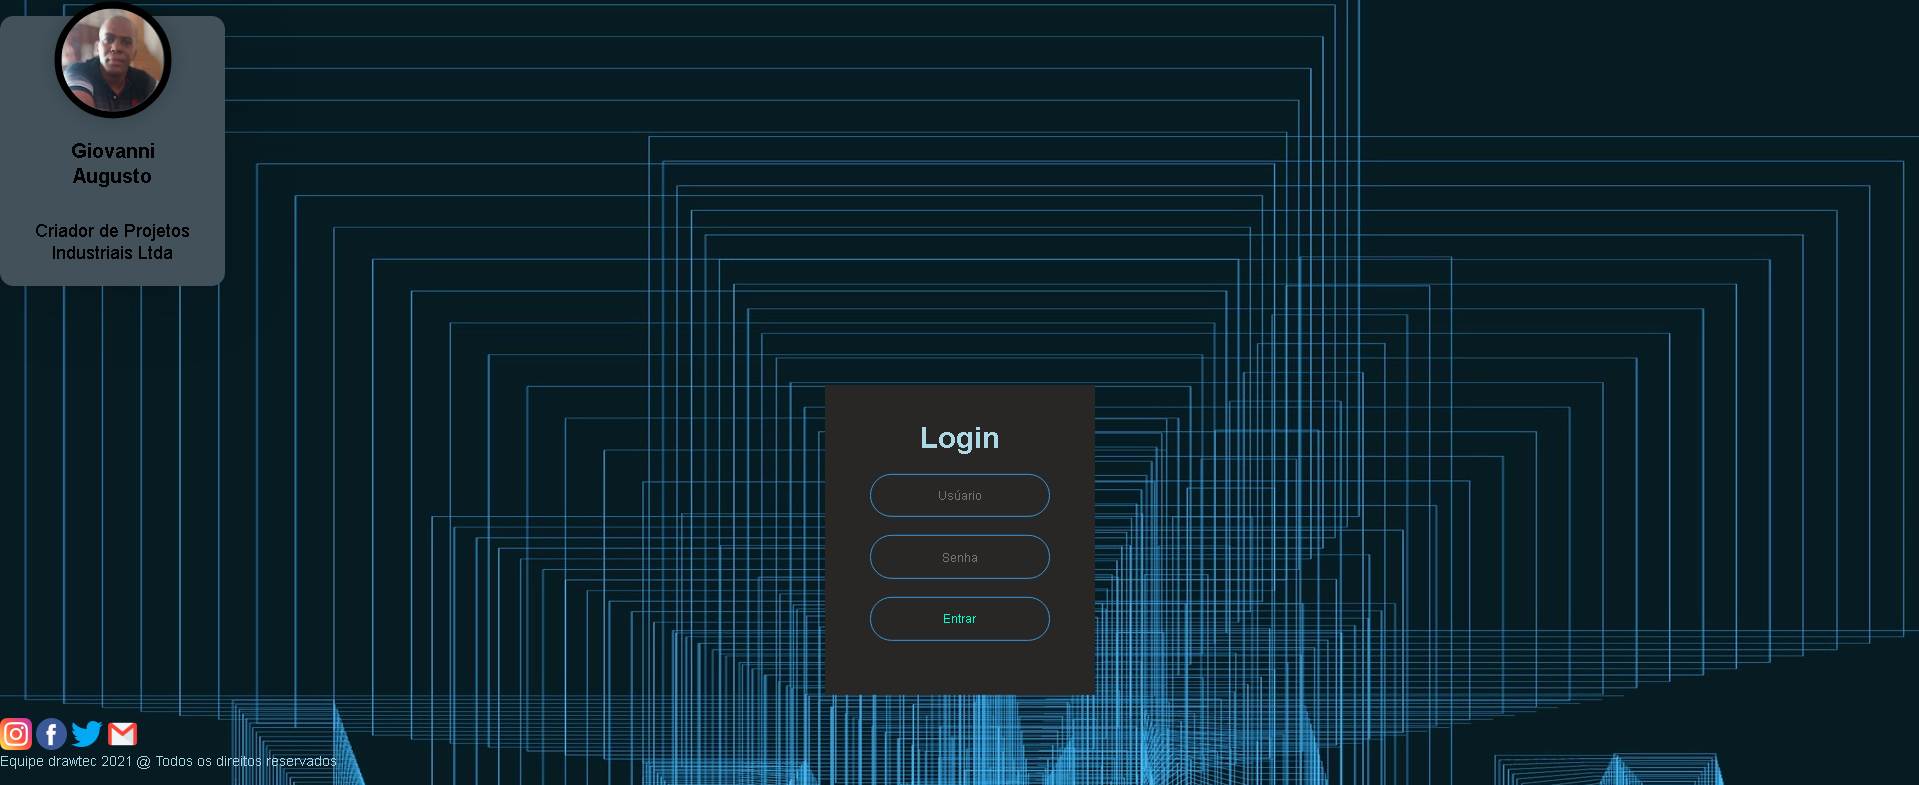 Giovanni
Augusto
Criador de Projetos
Industriais Ltda
Login
Usúario
Senha
Entrar
Equipe drawtec 2021 @ Todos os direitos reservados